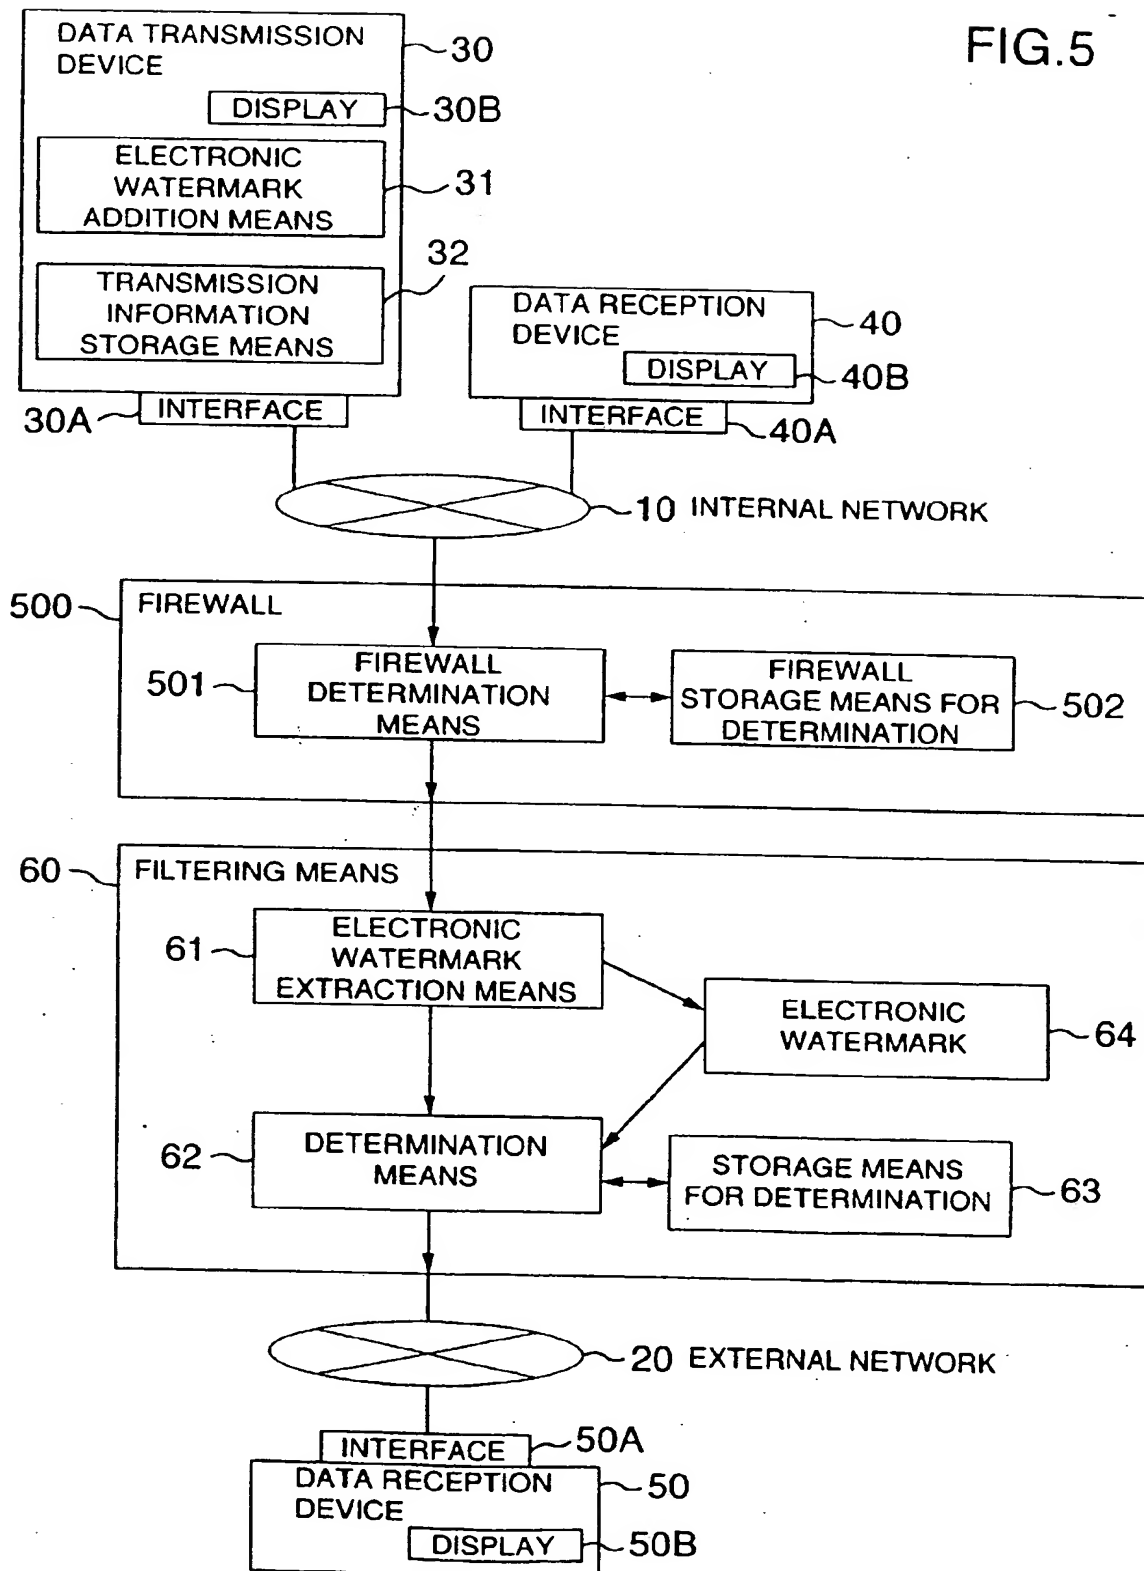 FIG.5
DATA TRANSMISSION
DEVICE
30
DISPLAY
30B
ELECTRONIC
WATERMARK
ADDITION MEANS
31
TRANSMISSION
INFORMATION
STORAGE MEANS
32
INTERFACE
30A
DATA RECEPTION
DEVICE
40
DISPLAY
40B
INTERFACE
40A
10 INTERNAL NETWORK
500
FIREWALL
501
FIREWALL
DETERMINATION
MEANS
FIREWALL
STORAGE MEANS FOR
DETERMINATION
502
60
FILTERING MEANS
61
ELECTRONIC
WATERMARK
EXTRACTION MEANS
ELECTRONIC
WATERMARK
64
62
DETERMINATION
MEANS
STORAGE MEANS
FOR DETERMINATION
63
20 EXTERNAL NETWORK
INTERFACE
50A
DATA RECEPTION
DEVICE
50
DISPLAY
50B